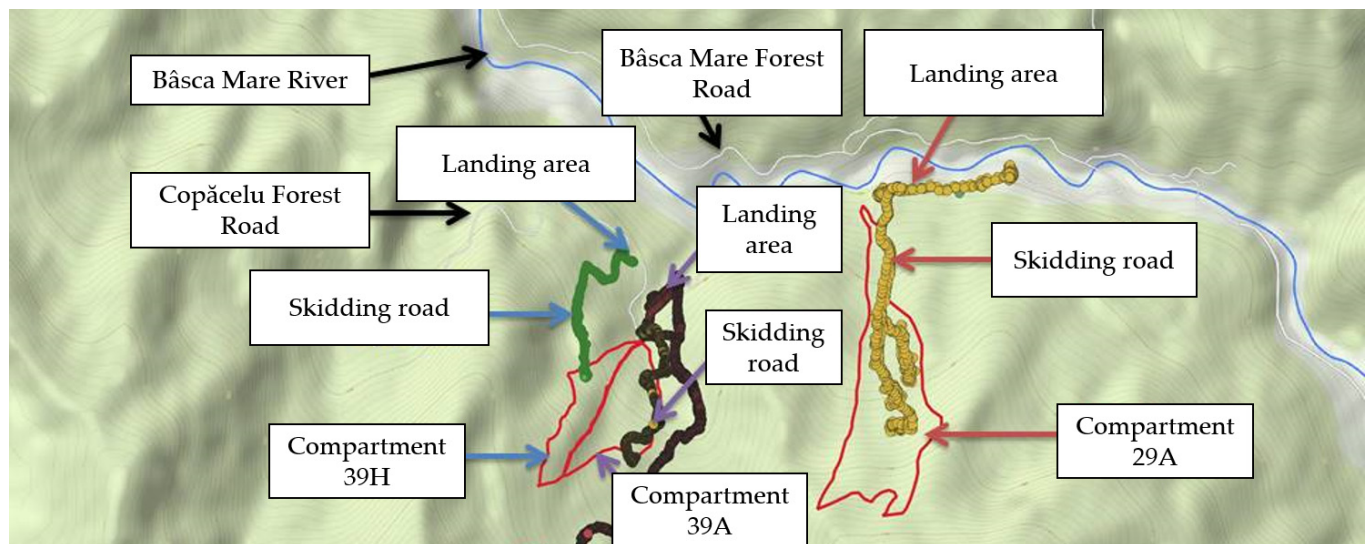 Bâsca Mare River
Bâsca Mare Forest
Road
Landing area
Landing area
Copăcelu Forest
Road
Landing
area
Skidding road
Skidding road
Skidding
road
Compartment
39H
Compartment
29A
Compartment
39A